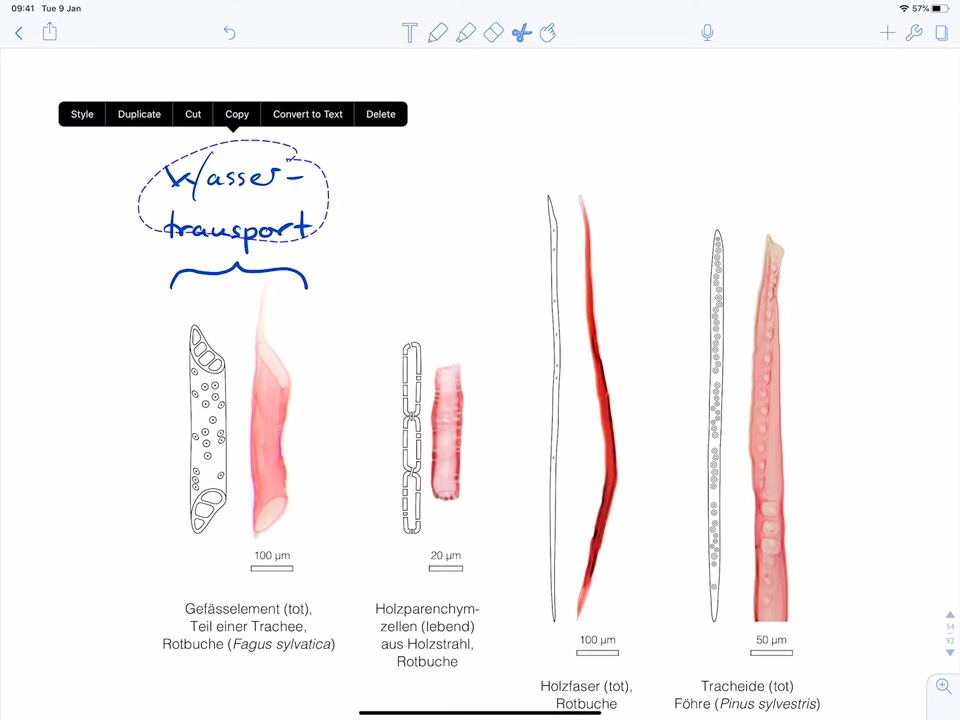 09:41 Tue 9 Jan
57%
T
Style Duplicate Cut Copy Convert to Text Delete
Wasser-
transport
100 µm
20 µm
100 µm
50 µm
Gefässelement (tot),
Teil einer Trachee,
Rotbuche (Fagus sylvatica)
Holzparenchym-
zellen (lebend)
aus Holzstrahl,
Rotbuche
Holzfaser (tot),
Rotbuche
Tracheide (tot)
Föhre (Pinus sylvestris)
54
92